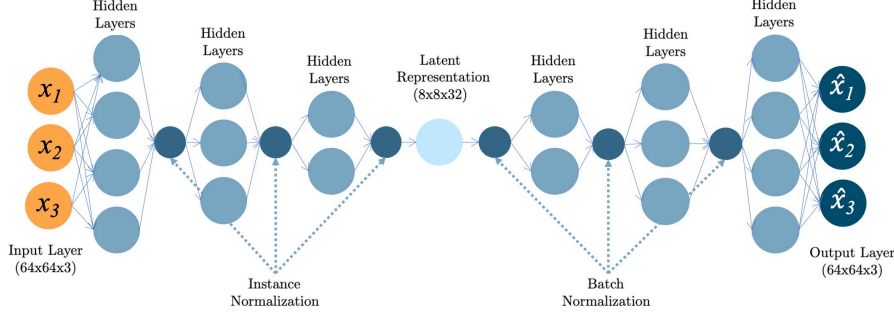 Hidden
Layers
Hidden
Layers
Hidden
Layers
Latent
Representation
(8x8x32)
Hidden
Layers
Hidden
Layers
Hidden
Layers
x₁
x₂
x₃
x̂₁
x̂₂
x̂₃
Input Layer
(64x64x3)
Instance
Normalization
Batch
Normalization
Output Layer
(64x64x3)